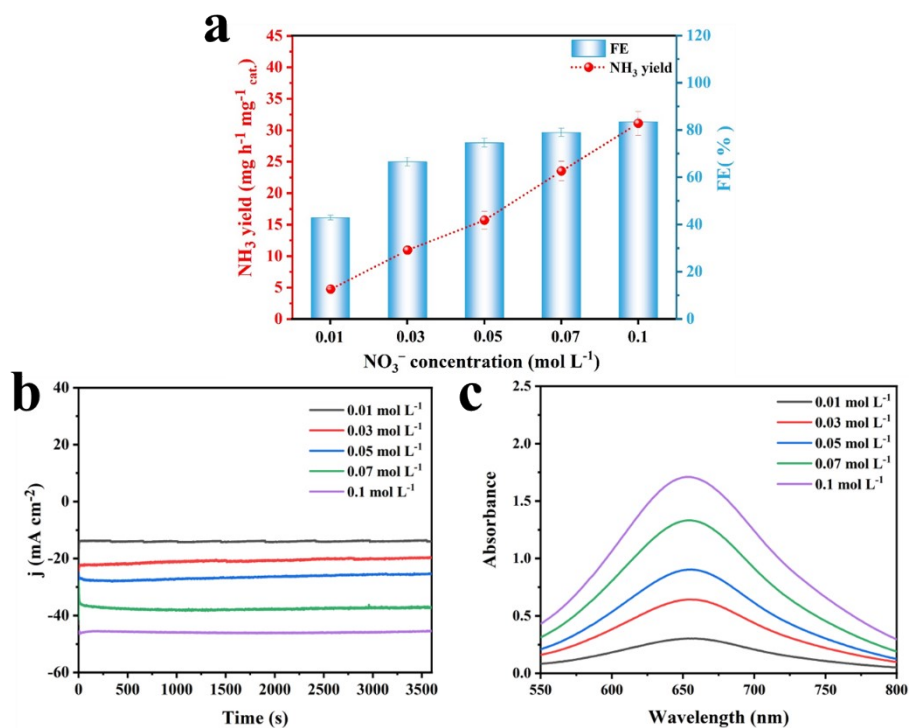 a
45
40
35
30
25
20
15
10
5
0
NH₃ yield (mg h⁻¹ mg⁻¹ cat.)
FE
NH₃ yield
120
100
80
60
40
20
0
FE( % )
0.01 0.03 0.05 0.07 0.1
NO₃⁻ concentration (mol L⁻¹)
b
40
20
0
-20
-40
-60
j (mA cm⁻²)
0.01 mol L⁻¹
0.03 mol L⁻¹
0.05 mol L⁻¹
0.07 mol L⁻¹
0.1 mol L⁻¹
0 500 1000 1500 2000 2500 3000 3500
Time (s)
c
2.5
2.0
1.5
1.0
0.5
0.0
Absorbance
0.01 mol L⁻¹
0.03 mol L⁻¹
0.05 mol L⁻¹
0.07 mol L⁻¹
0.1 mol L⁻¹
550 600 650 700 750 800
Wavelength (nm)